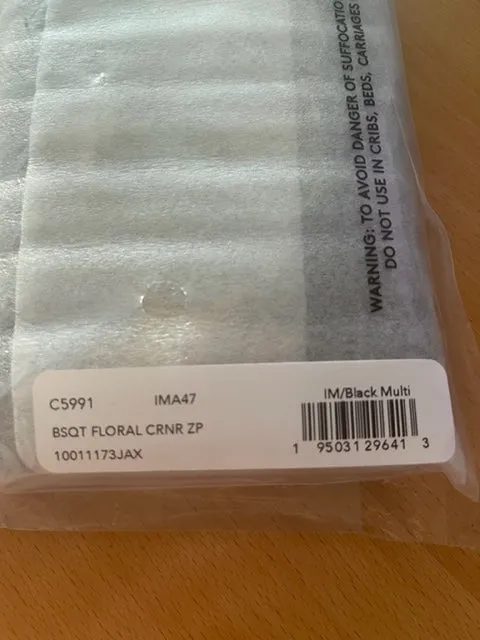 WARNING: TO AVOID DANGER OF SUFFOCATIO
DO NOT USE IN CRIBS, BEDS, CARRIAGES
C5991 IMA47 IM/Black Multi
BSQT FLORAL CRNR ZP
10011173JAX
1 95031 29641 3